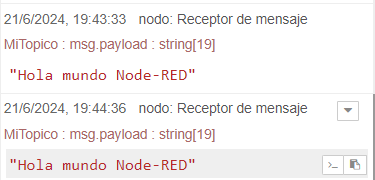 21/6/2024, 19:43:33 nodo: Receptor de mensaje
MiTopico : msg.payload : string[19]
"Hola mundo Node-RED"
21/6/2024, 19:44:36 nodo: Receptor de mensaje
MiTopico : msg.payload : string[19]
"Hola mundo Node-RED"